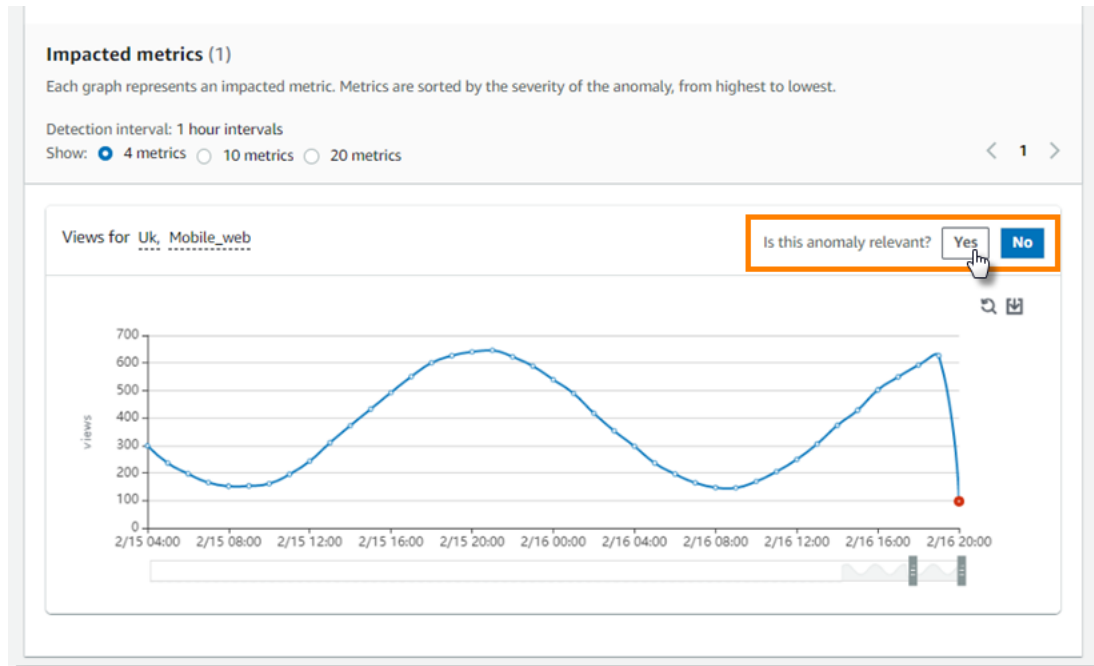 Impacted metrics (1)
Each graph represents an impacted metric. Metrics are sorted by the severity of the anomaly, from highest to lowest.
Detection interval: 1 hour intervals
Show: 4 metrics 10 metrics 20 metrics
1
Views for Uk, Mobile_web
Is this anomaly relevant? Yes No
700
600
500
400
300
200
100
0
views
2/15 04:00 2/15 08:00 2/15 12:00 2/15 16:00 2/15 20:00 2/16 00:00 2/16 04:00 2/16 08:00 2/16 12:00 2/16 16:00 2/16 20:00